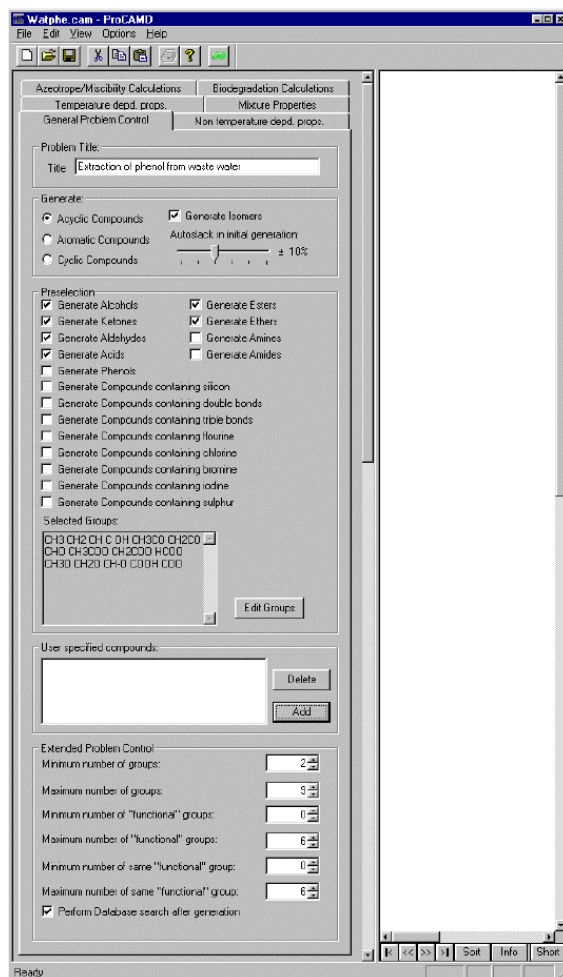 Watphe.cam - ProCAMD
File Edit View Options Help
Azeotrope/Miscibility Calculations Biodegradation Calculations
Temperature depd. props. Mixture Properties
General Problem Control Non temperature depd. props.
Problem Title:
Title Extraction of phenol from waste water
Generate:
Acyclic Compounds Generate Isomers
Aromatic Compounds Autoslack in initial generation:
Cyclic Compounds ± 10%
Preselection
Generate Alcohols Generate Esters
Generate Ketones Generate Ethers
Generate Aldehydes Generate Amines
Generate Acids Generate Amides
Generate Phenols
Generate Compounds containing silicon
Generate Compounds containing double bonds
Generate Compounds containing triple bonds
Generate Compounds containing flourine
Generate Compounds containing chlorine
Generate Compounds containing bromine
Generate Compounds containing iodine
Generate Compounds containing sulphur
Selected Groups:
CH3 CH2 CH C OH CH3CO CH2CO
CHO CH3COO CH2COO HCOO
CH3O CH2O CH-O COOH COO
Edit Groups
User specified compounds:
Delete
Add
Extended Problem Control
Minimum number of groups: 2
Maximum number of groups: 9
Minimum number of "functional" groups: 0
Maximum number of "functional" groups: 6
Minimum number of same "functional" group: 0
Maximum number of same "functional" group: 6
Perform Database search after generation
|< << >> >| Sort Info Short
Ready